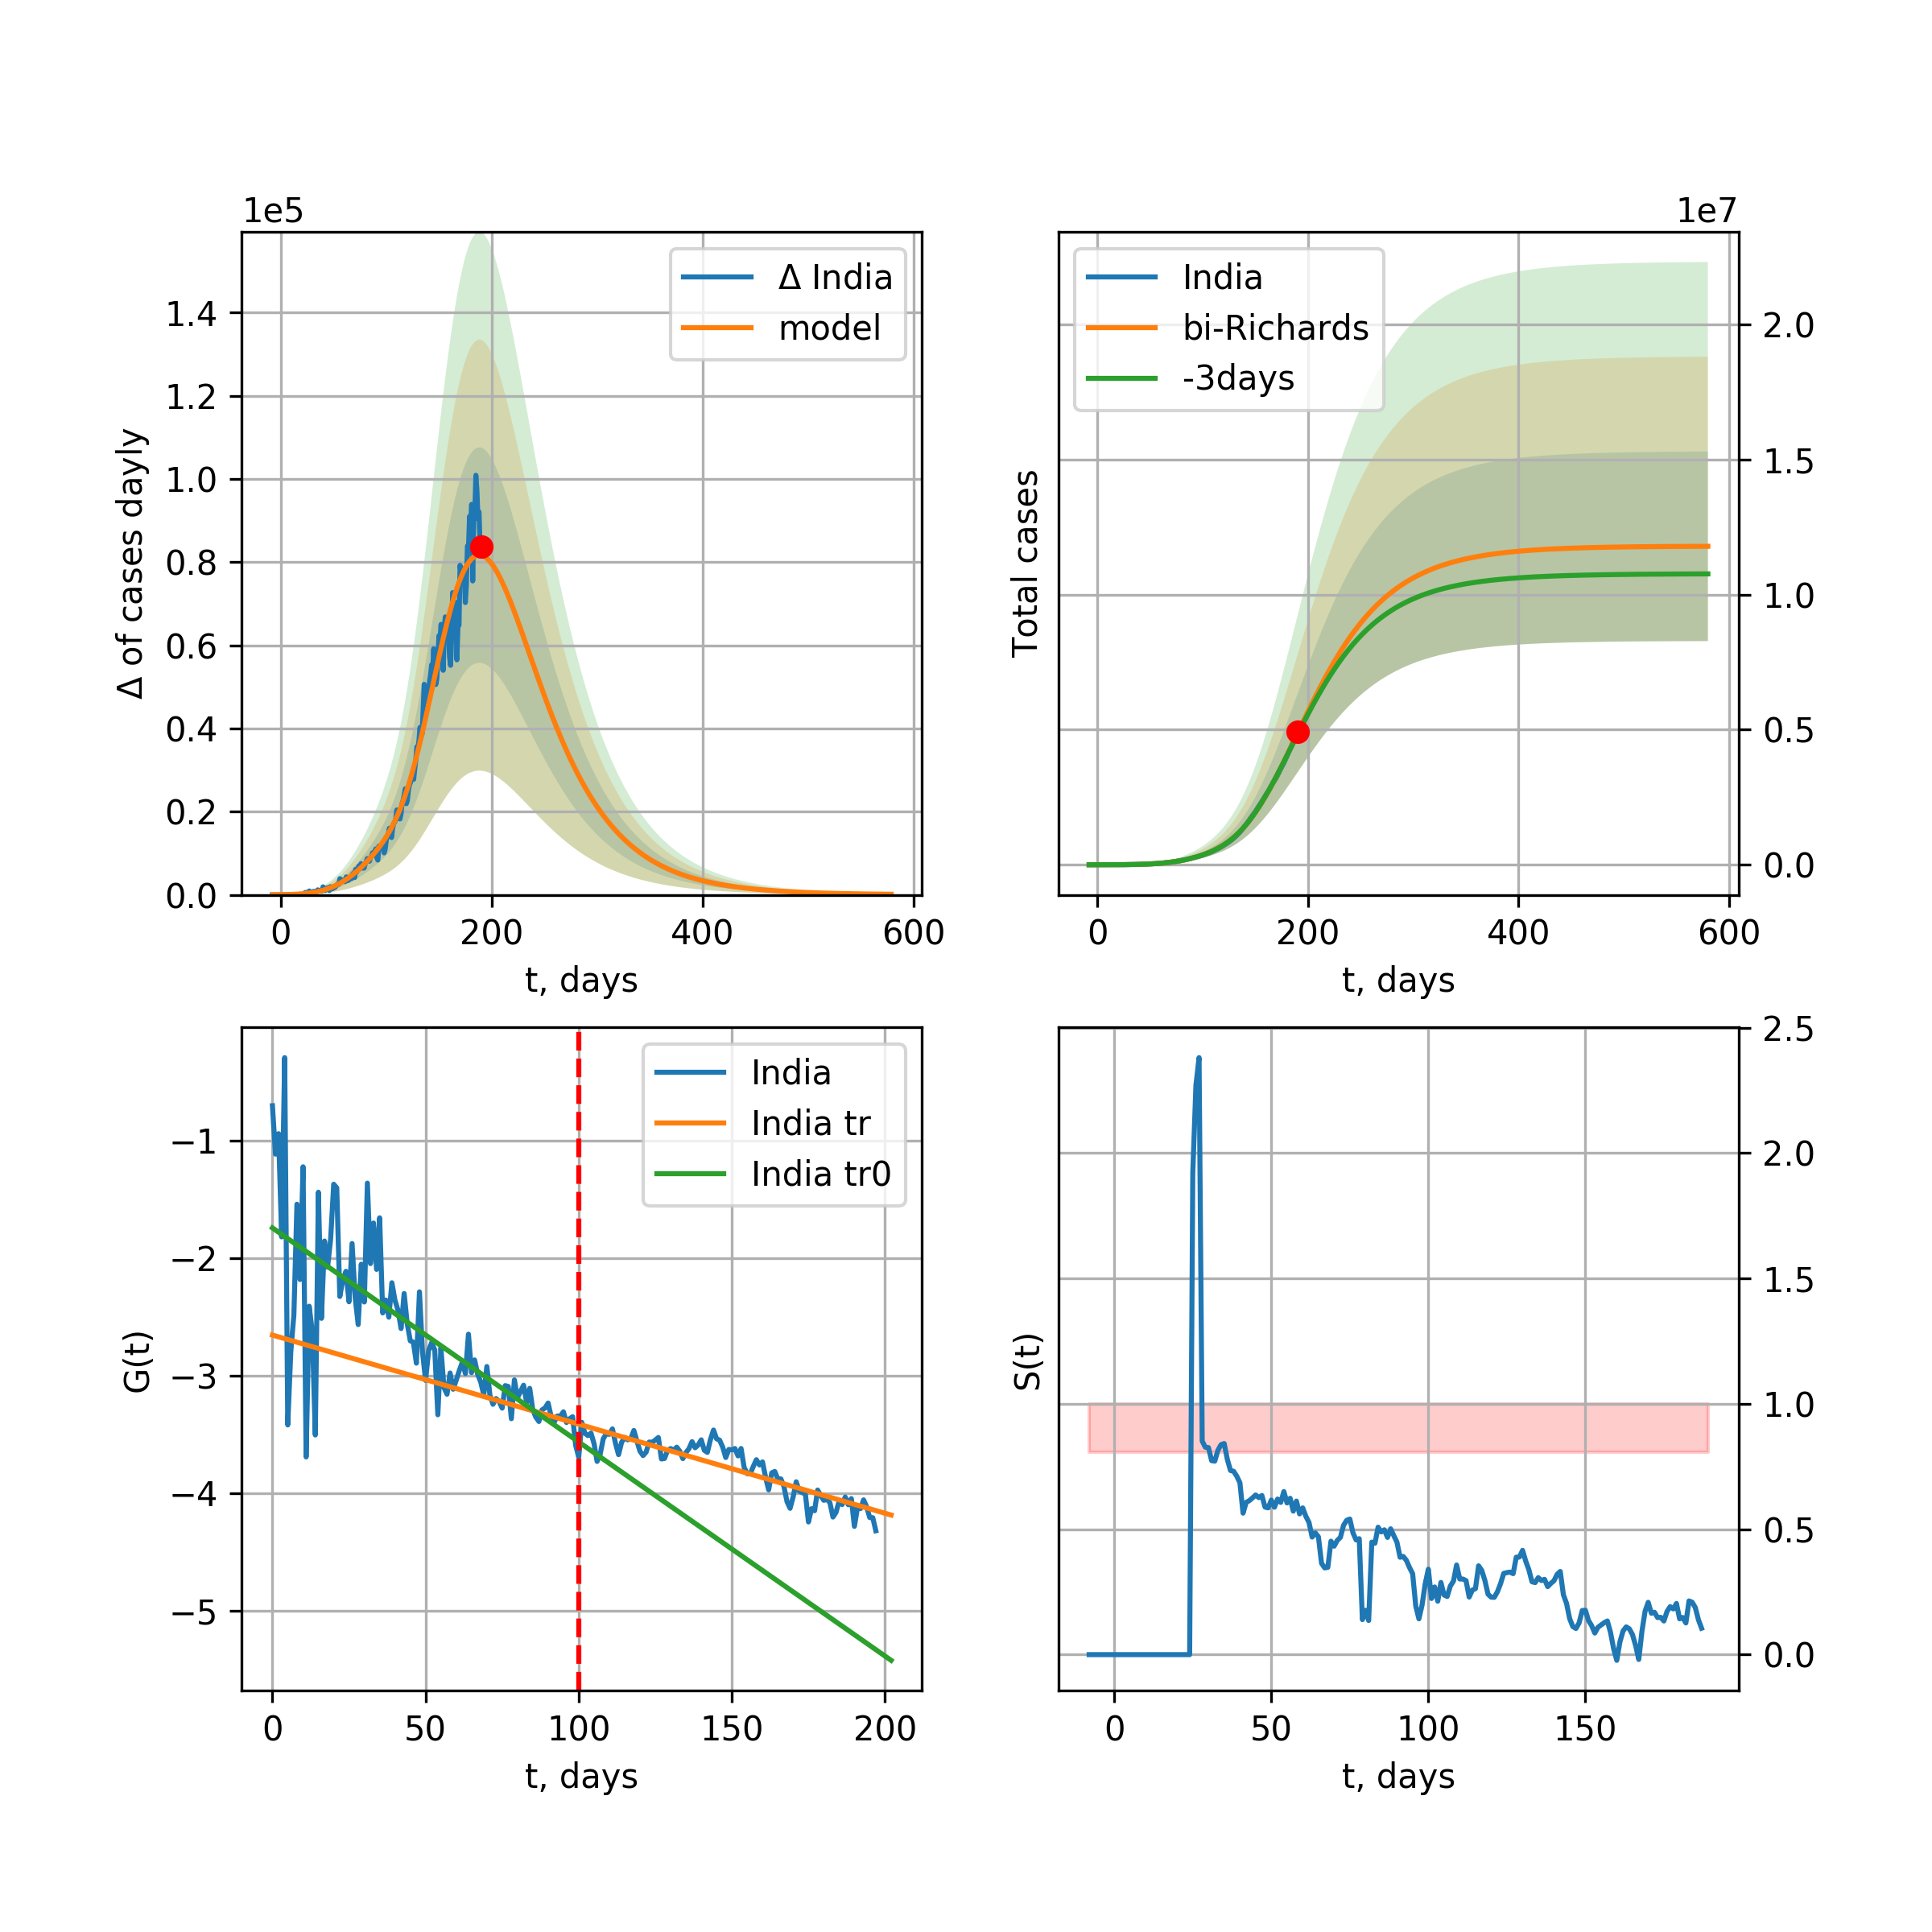 1e5
Δ India
model
1.4
1.2
1.0
0.8
0.6
0.4
0.2
0.0
Δ of cases dayly
0 200 400 600
t, days
1e7
India
bi-Richards
-3days
Total cases
2.0
1.5
1.0
0.5
0.0
0 200 400 600
t, days
India
India tr
India tr0
−1
−2
−3
−4
−5
G(t)
0 50 100 150 200
t, days
S(t)
2.5
2.0
1.5
1.0
0.5
0.0
0 50 100 150
t, days